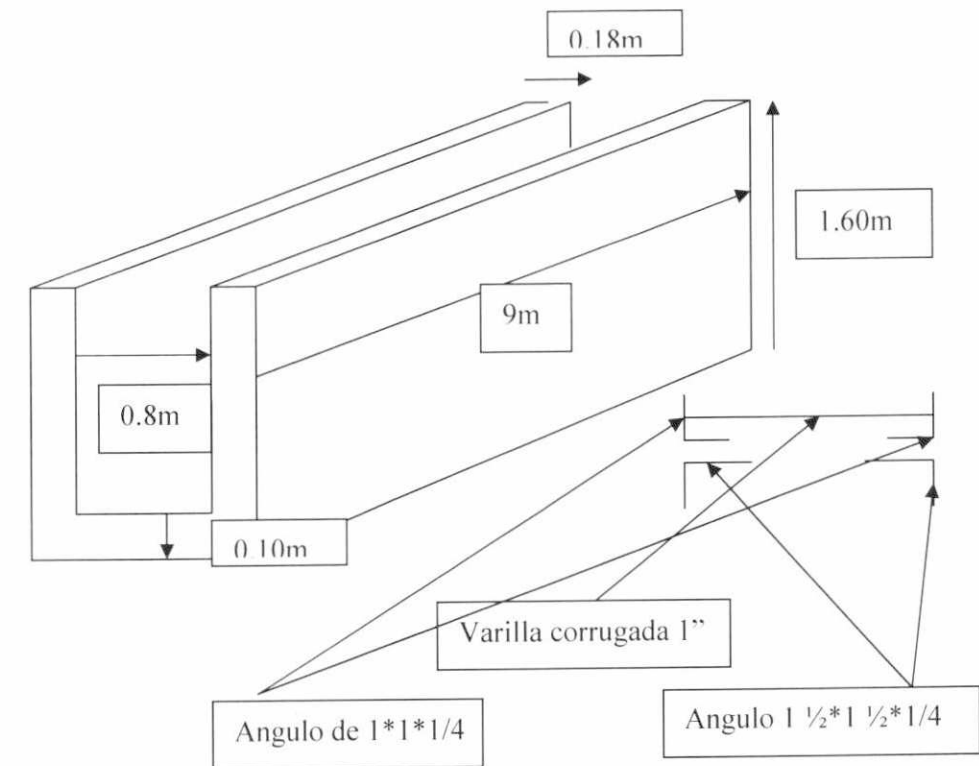 0.18m
1.60m
9m
0.8m
0.10m
Varilla corrugada 1”
Angulo de 1*1*1/4
Angulo 1 ½*1 ½*1/4